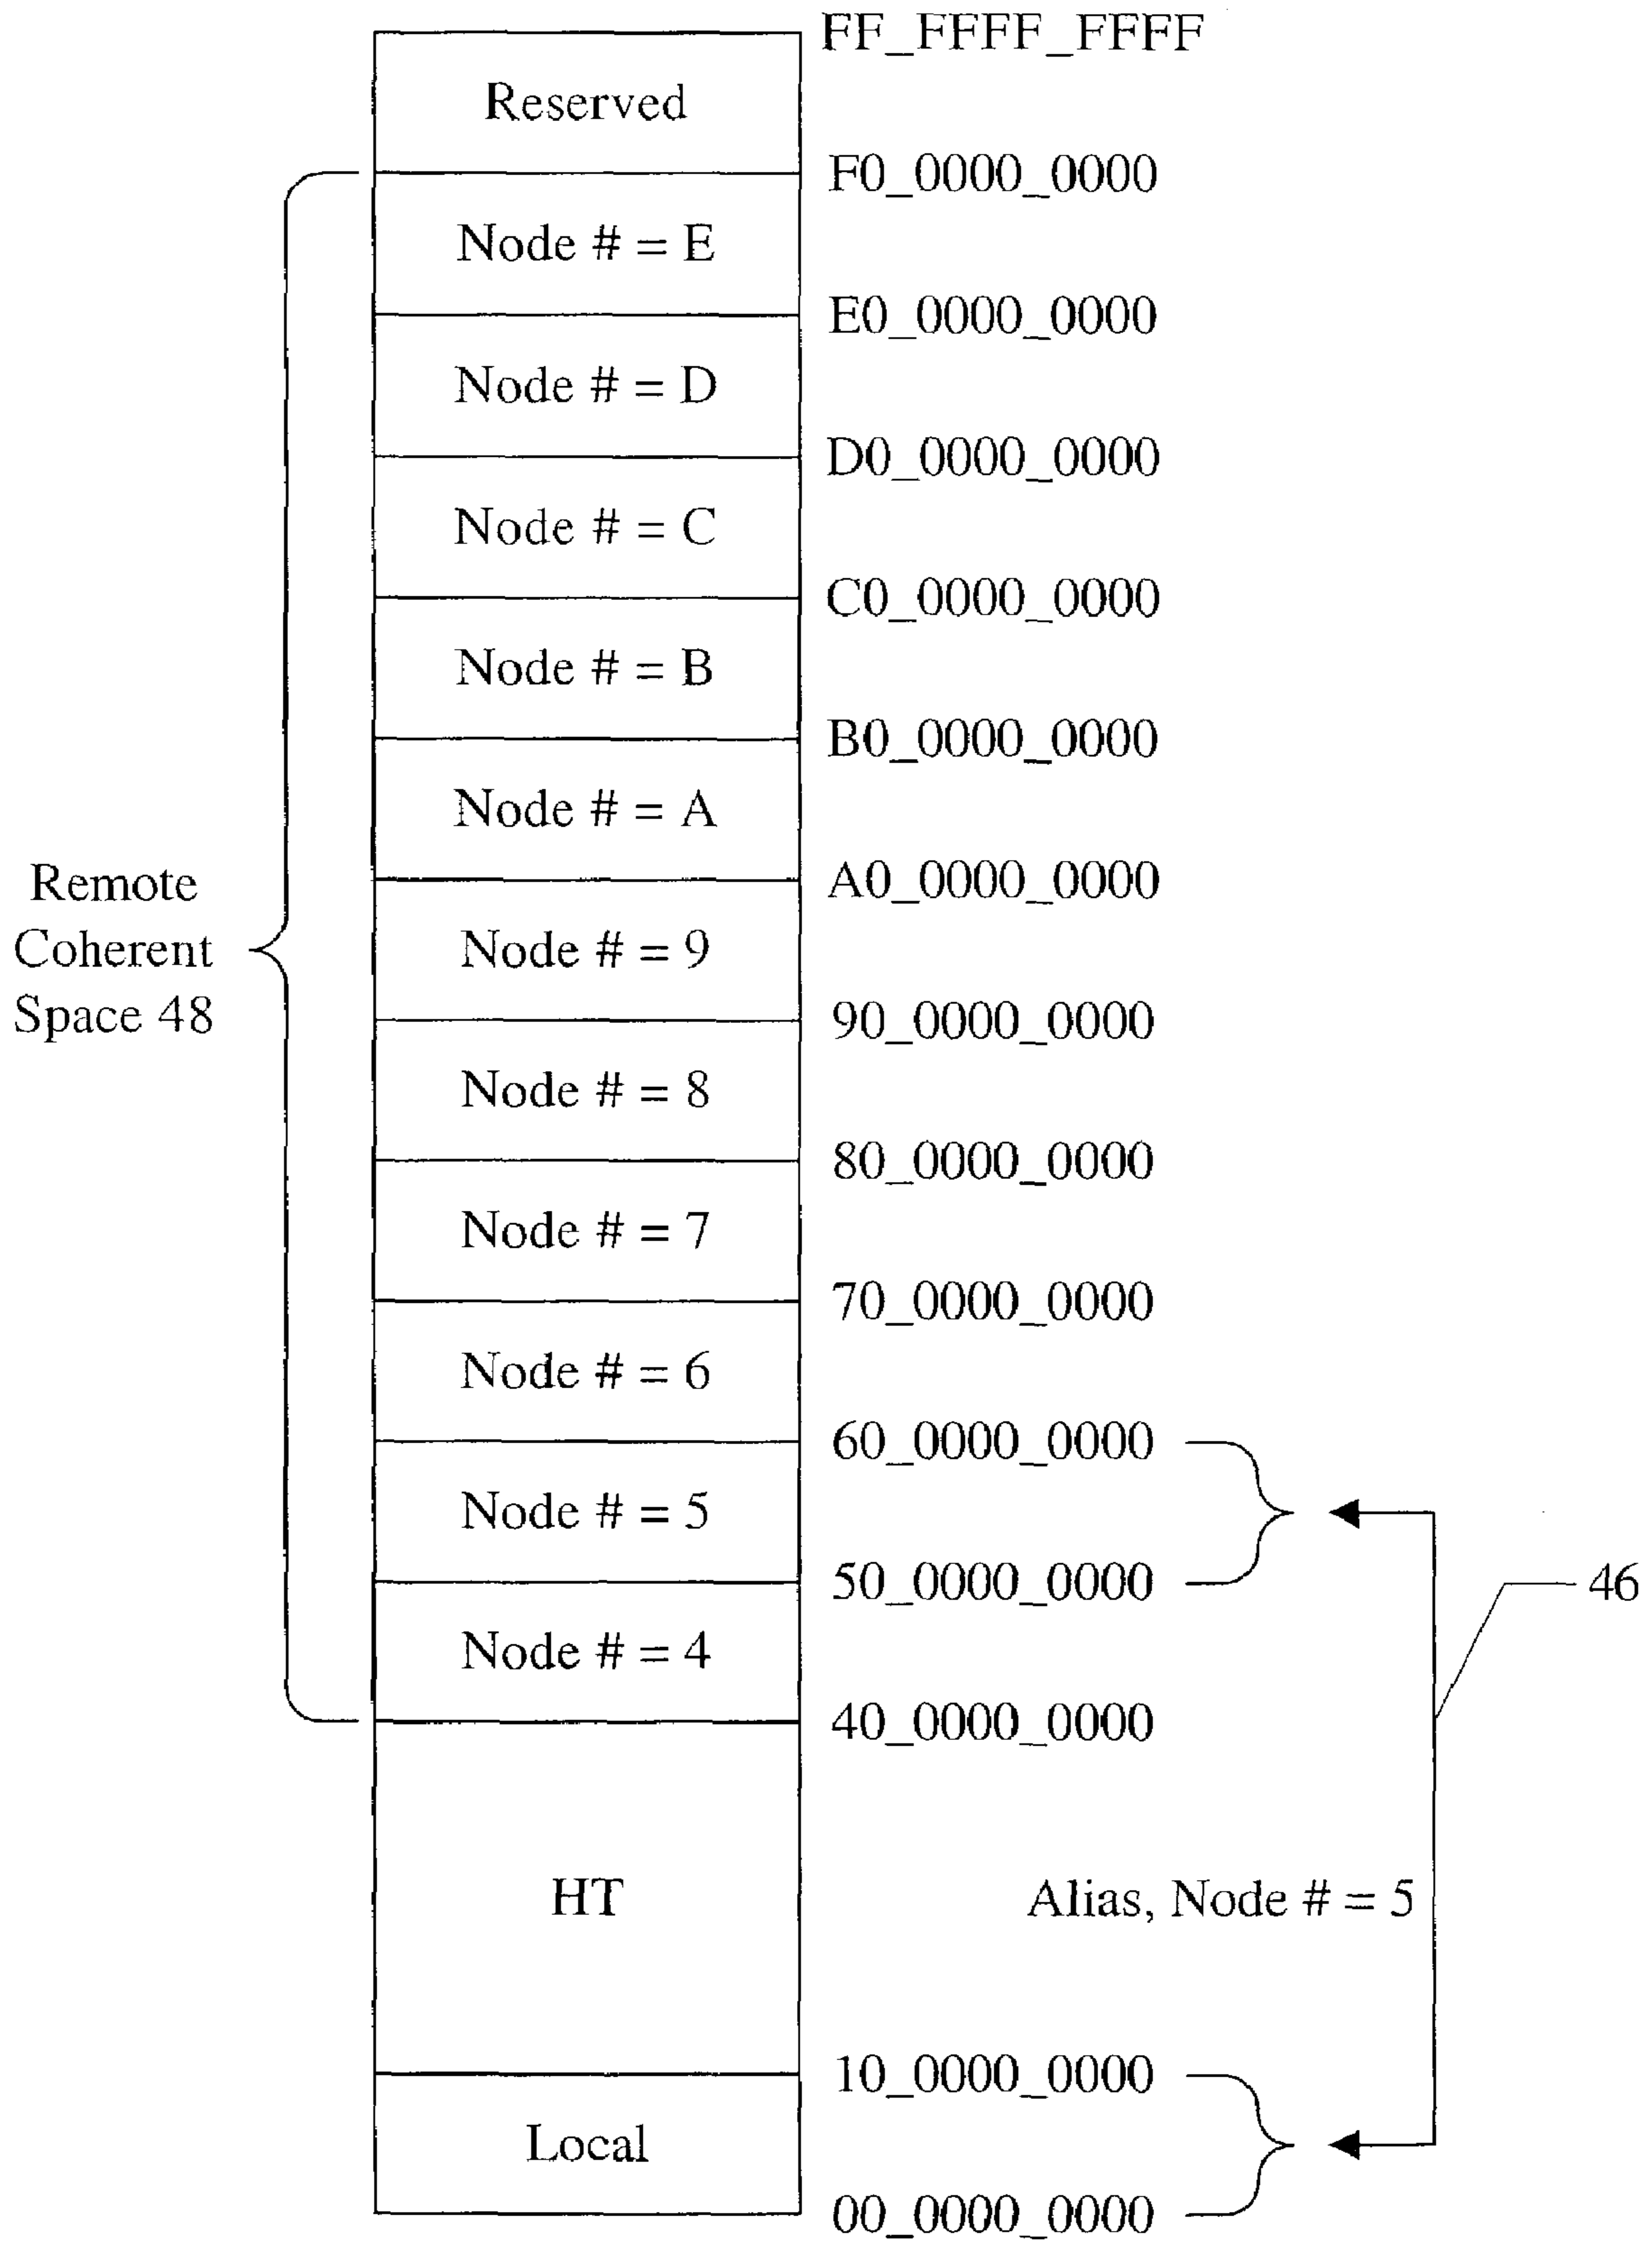 FF_FFFF_FFFF
Reserved
F0_0000_0000
Node # = E
E0_0000_0000
Node # = D
D0_0000_0000
Node # = C
C0_0000_0000
Node # = B
B0_0000_0000
Node # = A
A0_0000_0000
Remote
Coherent
Space 48
Node # = 9
90_0000_0000
Node # = 8
80_0000_0000
Node # = 7
70_0000_0000
Node # = 6
60_0000_0000
Node # = 5
50_0000_0000
46
Node # = 4
40_0000_0000
HT
Alias, Node # = 5
10_0000_0000
Local
00_0000_0000